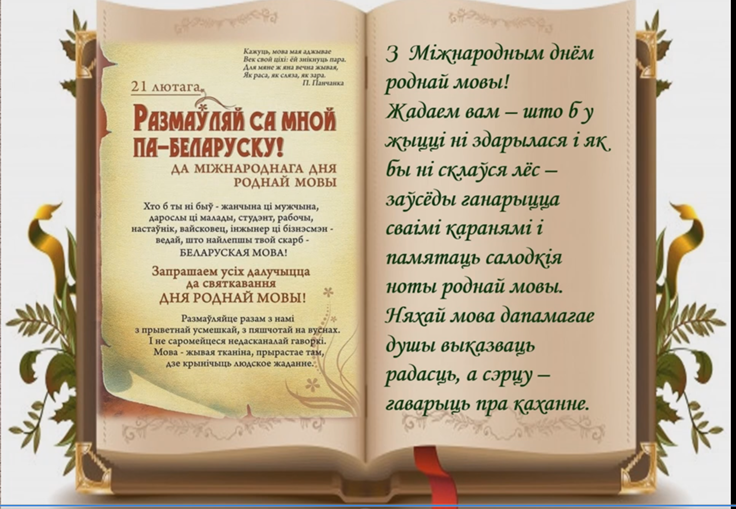 Кажуць, мова мая аджывае
Век свой ціхі: ёй знікнуць пара.
Для мяне ж яна вечна жывая,
Як раса, як сляза, як зара.
П. Панчанка
21 лютага
Размаўляй са мной
па-беларуску!
да Міжнароднага дня
роднай мовы
Хто б ты ні быў - жанчына ці мужчына,
дарослы ці малады, студэнт, рабочы,
настаўнік, вайсковец, інжынер ці бізнэсмэн -
ведай, што найлепшы твой скарб -
БЕЛАРУСКАЯ МОВА!
Запрашаем усіх далучыцца
да святкавання
ДНЯ РОДНАЙ МОВЫ!
Размаўляйце разам з намі
з прыветнай усмешкай, з пяшчотай на вуснах.
І не саромейцеся недасканалай гаворкі.
Мова - жывая тканіна, прырастае там,
дзе крынічыць людское жаданне.
З Міжнародным днём
роднай мовы!
Жадаем вам – што б у
жыцці ні здарылася і як
бы ні склаўся лёс –
заўсёды ганарыцца
сваімі каранямі і
памятаць салодкія
ноты роднай мовы.
Няхай мова дапамагае
душы выказваць
радасць, а сэрцу –
гаварыць пра каханне.